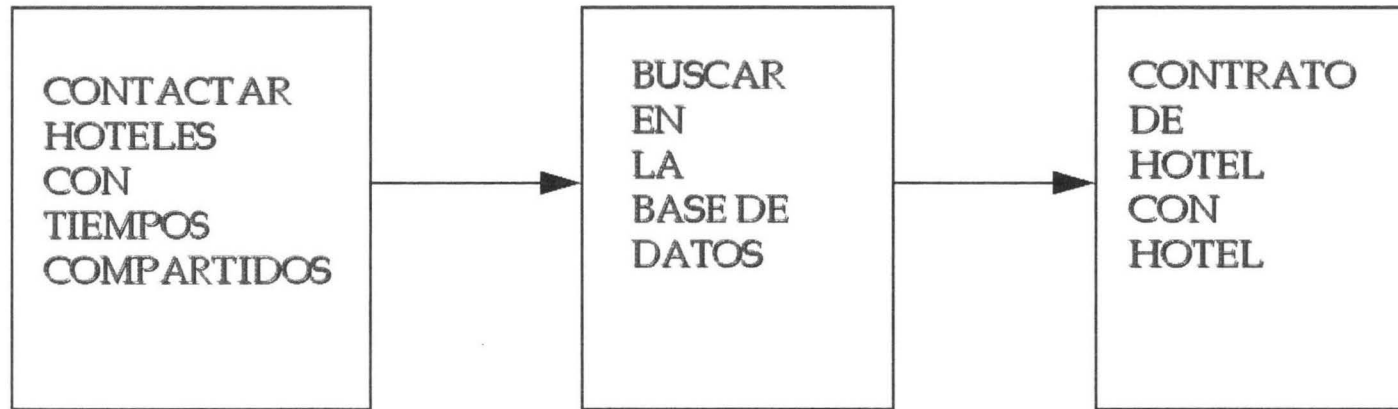 CONTACTAR
HOTELES
CON
TIEMPOS
COMPARTIDOS
BUSCAR
EN
LA
BASE DE
DATOS
CONTRATO
DE
HOTEL
CON
HOTEL